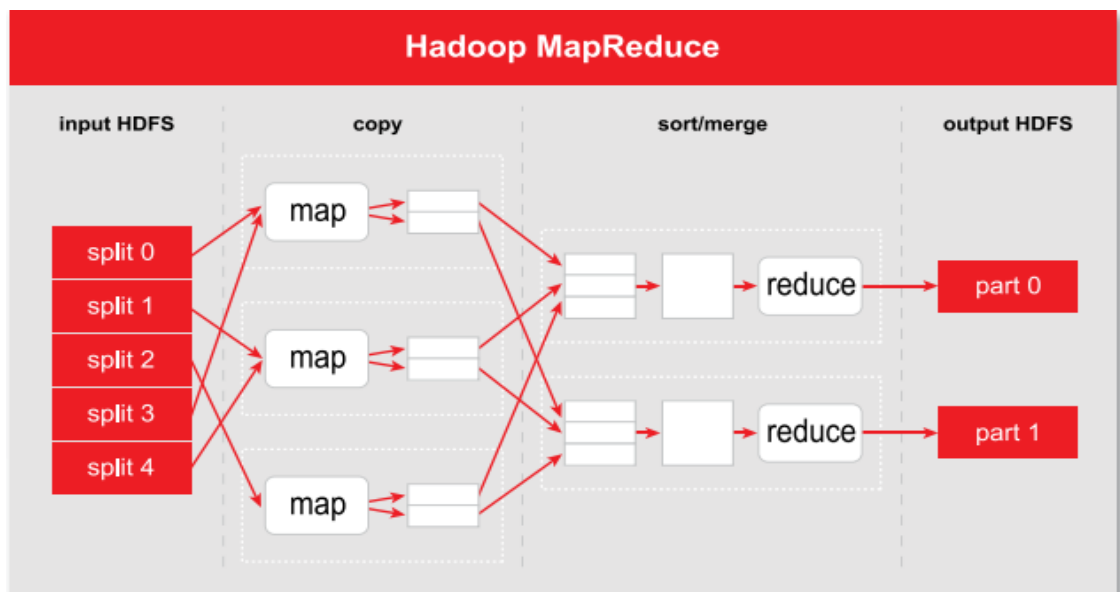 Hadoop MapReduce
input HDFS
copy
sort/merge
output HDFS
split 0
split 1
split 2
split 3
split 4
map
map
map
reduce
reduce
part 0
part 1